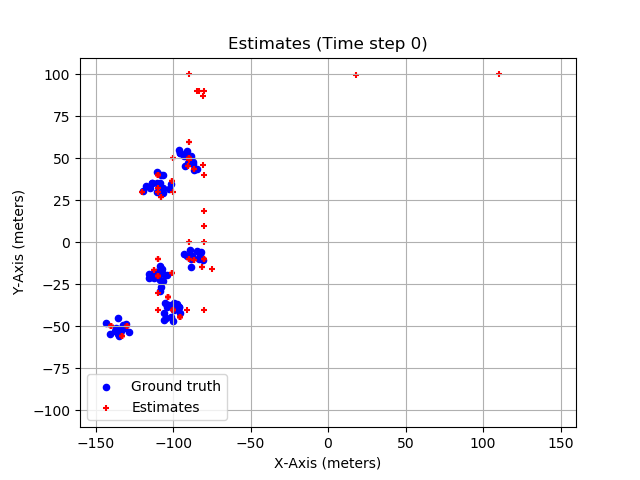 Estimates (Time step 0)
Y-Axis (meters)
100
75
50
25
0
−25
−50
−75
−100
Ground truth
Estimates
−150 −100 −50 0 50 100 150
X-Axis (meters)